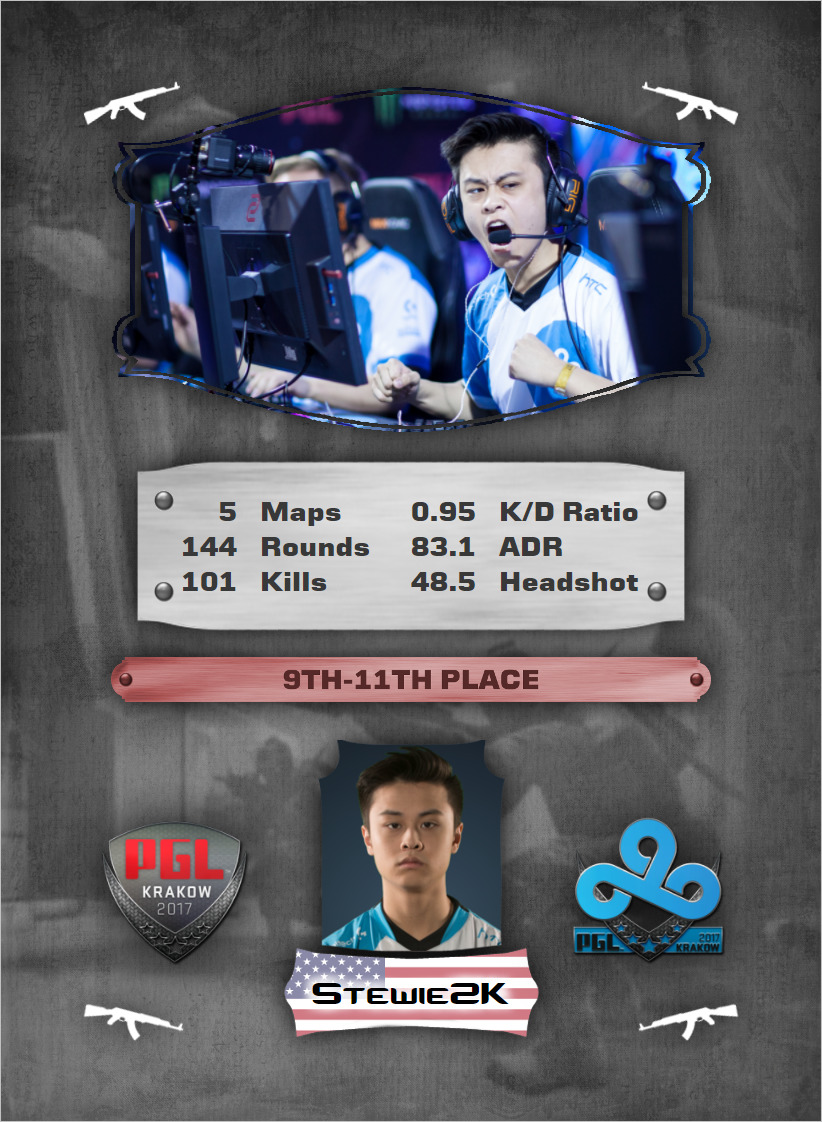 hTC
5 Maps 0.95 K/D Ratio
144 Rounds 83.1 ADR
101 Kills 48.5 Headshot
9TH-11TH PLACE
PGL
KRAKOW
2017
PGL 2017
KRAKOW
Stewie2K